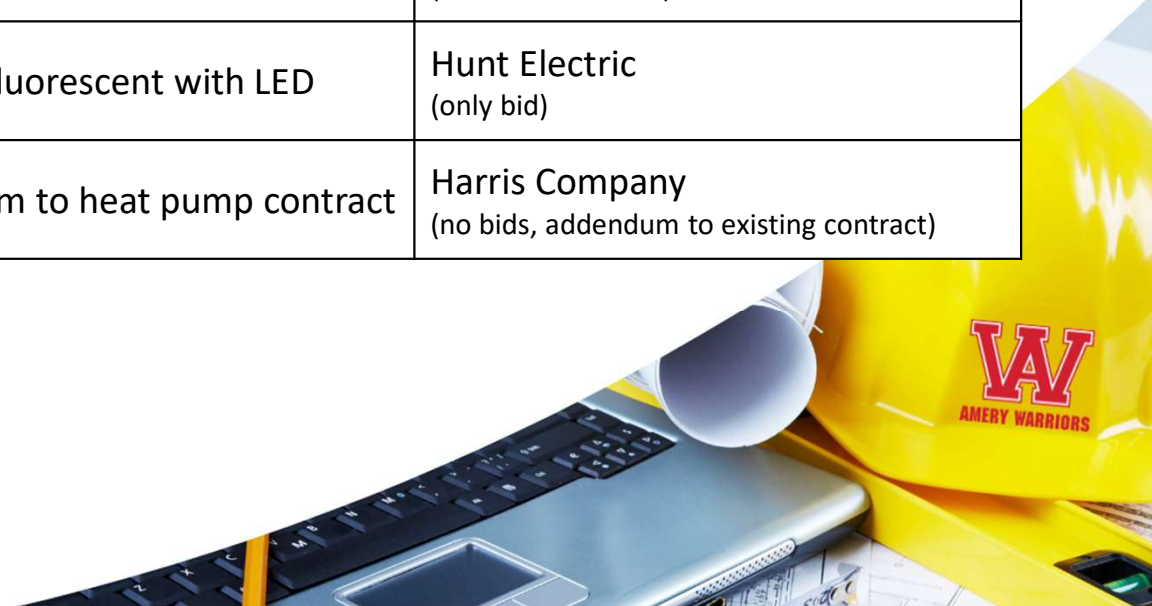 luorescent with LED
Hunt Electric
(only bid)
m to heat pump contract
Harris Company
(no bids, addendum to existing contract)
WA
AMERY WARRIORS
Z
X
C
B
N
M